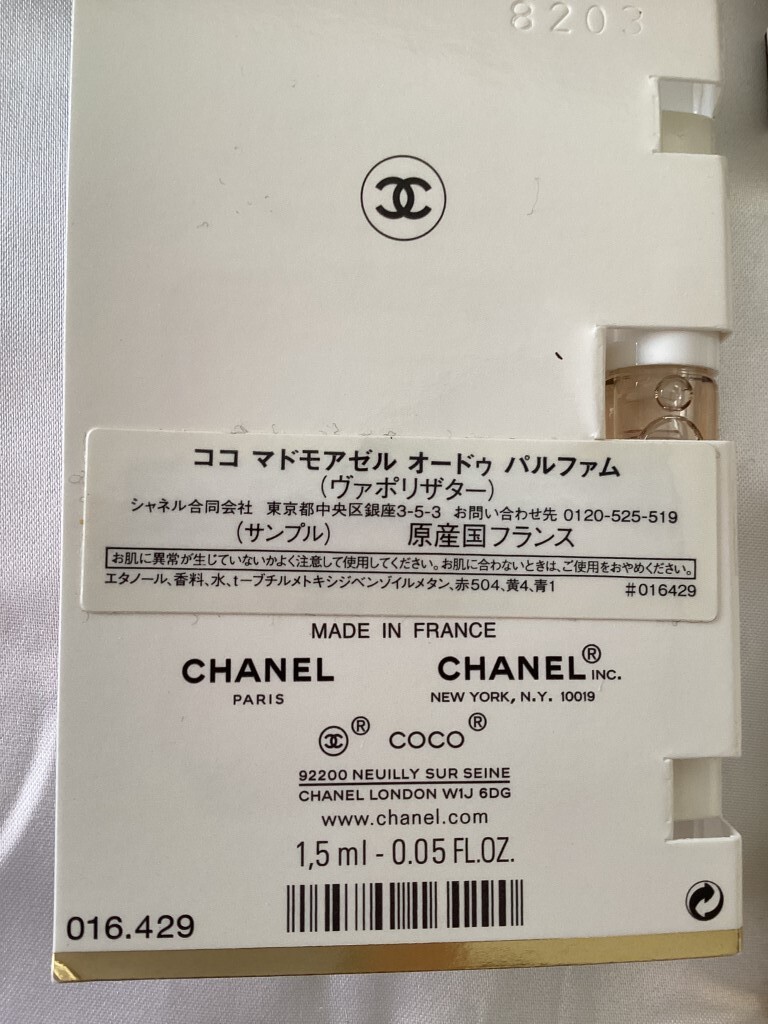 8203
ココ マドモアゼル オードゥ パルファム
(ヴァポリザター)
シャネル合同会社 東京都中央区銀座3-5-3 お問い合わせ先 0120-525-519
(サンプル) 原産国フランス
お肌に異常が生じていないかよく注意して使用してください。お肌に合わないときは、ご使用をおやめください。
エタノール、香料、水、t-ブチルメトキシジベンゾイルメタン、赤504、黄4、青1 #016429
MADE IN FRANCE
CHANEL CHANEL® INC.
PARIS NEW YORK, N.Y. 10019
® COCO®
92200 NEUILLY SUR SEINE
CHANEL LONDON W1J 6DG
www.chanel.com
1,5 ml - 0.05 FL.OZ.
016.429